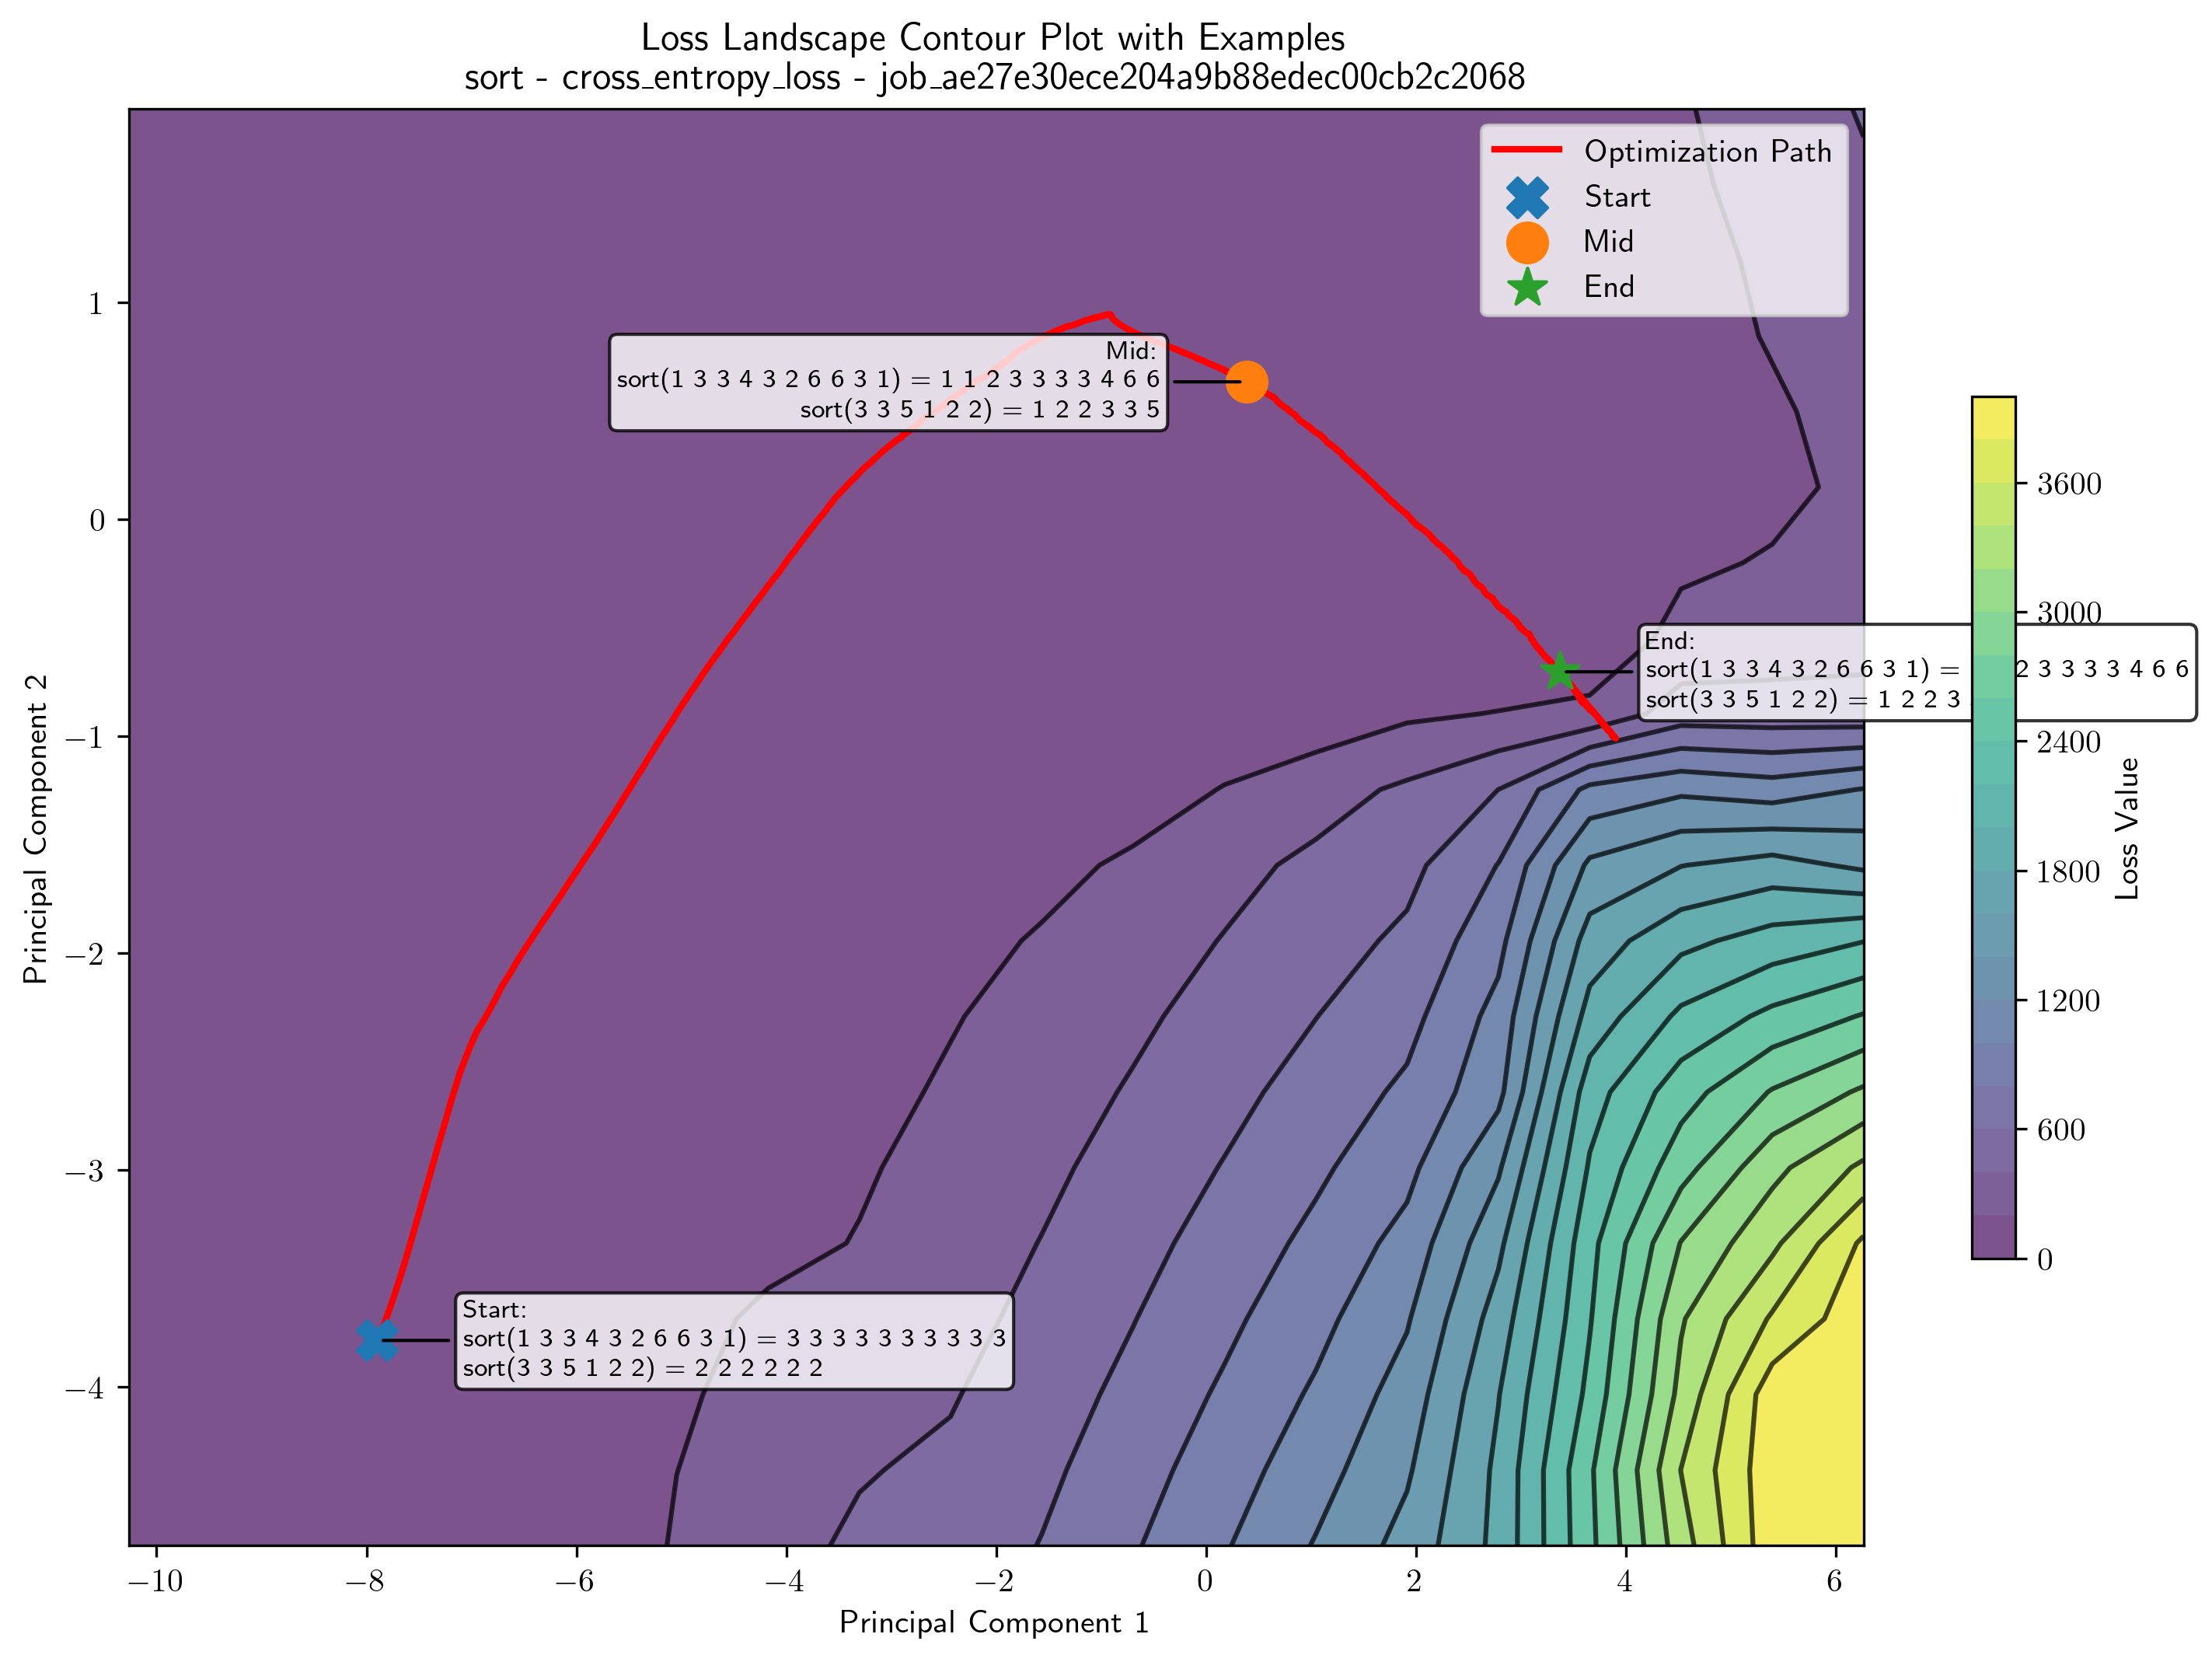 Loss Landscape Contour Plot with Examples
sort - cross_entropy_loss - job_ae27e30ece204a9b88edec00cb2c2068
Optimization Path
Start
Mid
End
Mid:
sort(1 3 3 4 3 2 6 6 3 1) = 1 1 2 3 3 3 3 4 6 6
sort(3 3 5 1 2 2) = 1 2 2 3 3 5
End:
sort(1 3 3 4 3 2 6 6 3 1) = 2 3 3 3 3 4 6 6
sort(3 3 5 1 2 2) = 1 2 2 3
Start:
sort(1 3 3 4 3 2 6 6 3 1) = 3 3 3 3 3 3 3 3 3 3
sort(3 3 5 1 2 2) = 2 2 2 2 2 2
1
0
−1
−2
−3
−4
Principal Component 2
−10
−8
−6
−4
−2
0
2
4
6
Principal Component 1
3600
3000
2400
1800
1200
600
0
Loss Value